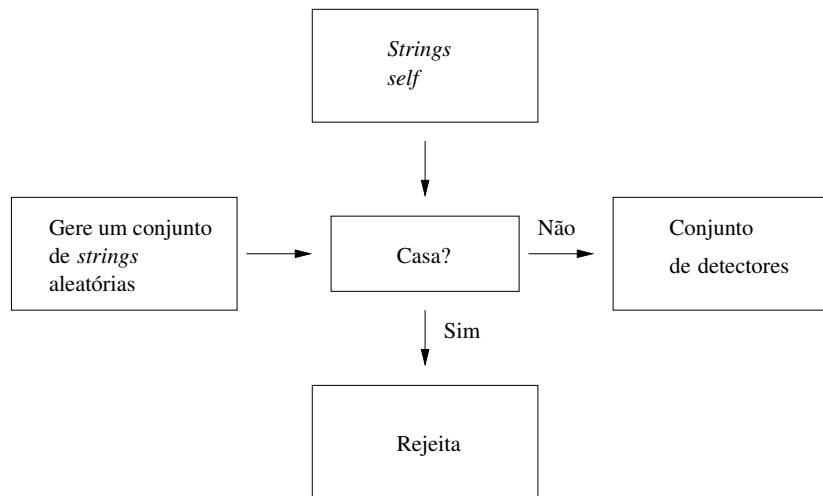 Strings
self
Gere um conjunto
de strings
aleatórias
Casa?
Não
Conjunto
de detectores
Sim
Rejeita